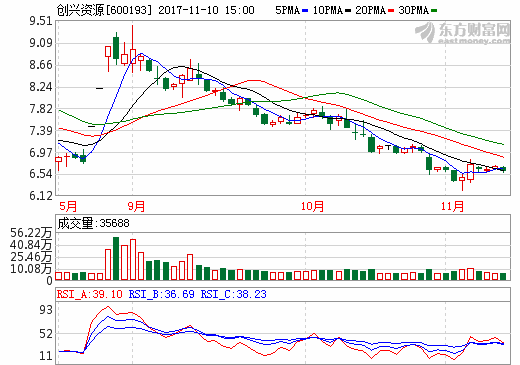 创兴资源[600193] 2017-11-10 15:00 5PMA 10PMA 20PMA 30PMA
东方财富网
eastmoney.com
9.51
9.09
8.66
8.24
7.82
7.39
6.97
6.54
6.12
5月 9月 10月 11月
成交量:35688
56.22万
40.84万
25.46万
10.08万
RSI_A:39.10 RSI_B:36.69 RSI_C:38.23
93
52
11